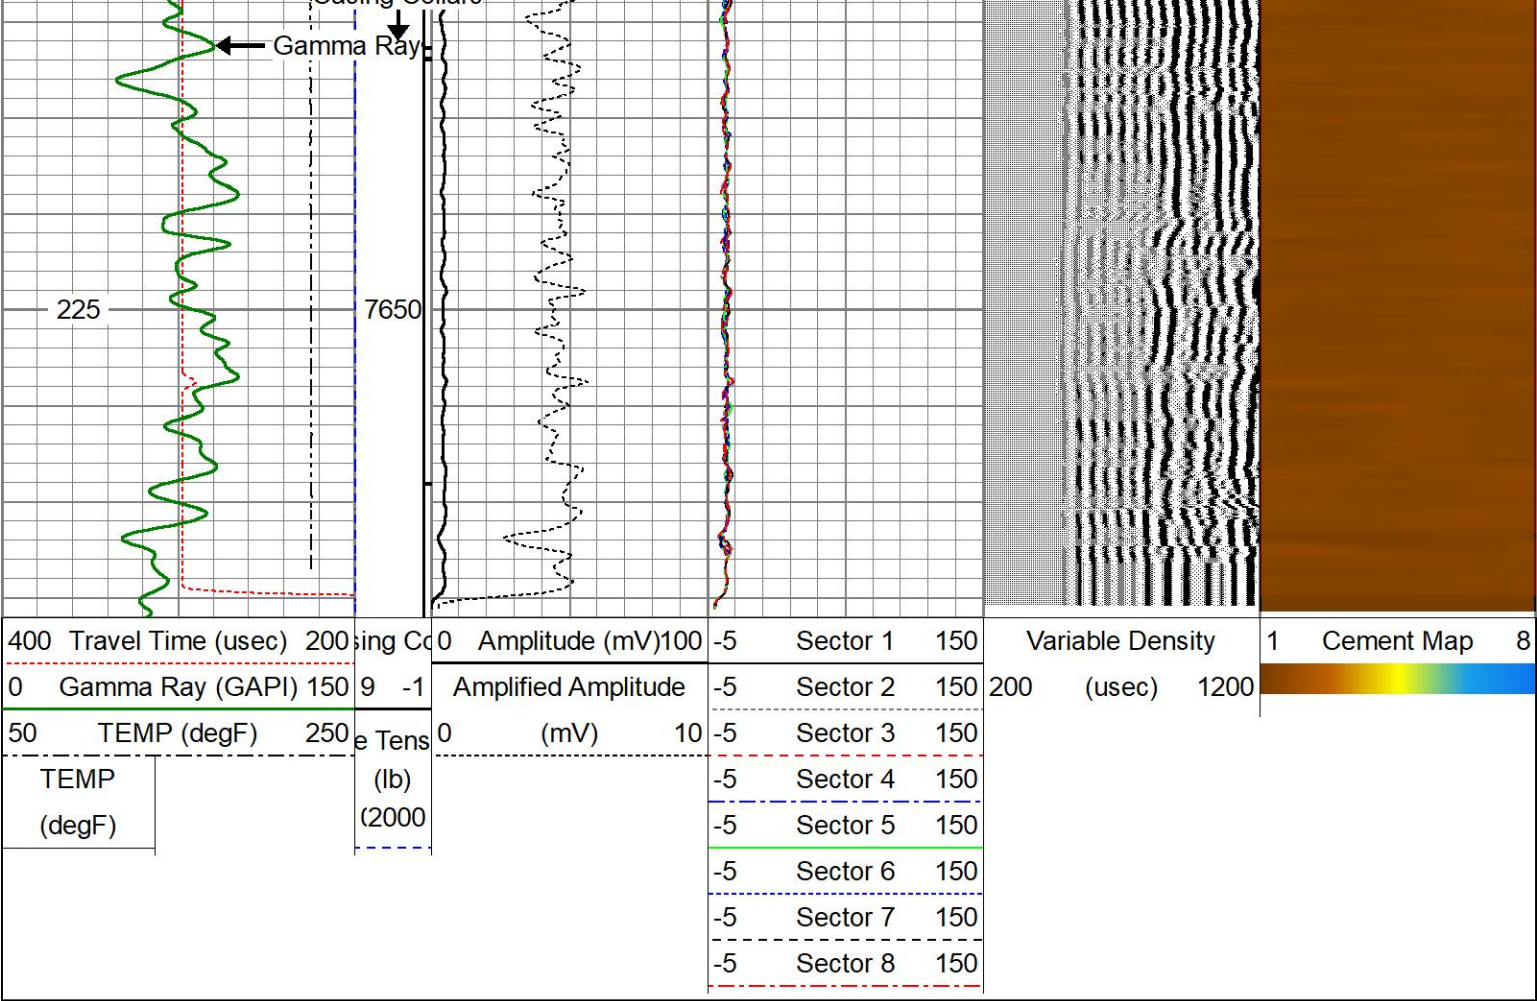 Gamma Ray
225
7650
400 Travel Time (usec) 200
0 Gamma Ray (GAPI) 150
50 TEMP (degF) 250
TEMP
(degF)
9 -1
(lb)
(2000
0 Amplitude (mV)100
Amplified Amplitude
0 (mV) 10
-5 Sector 1 150
-5 Sector 2 150
-5 Sector 3 150
-5 Sector 4 150
-5 Sector 5 150
-5 Sector 6 150
-5 Sector 7 150
-5 Sector 8 150
Variable Density
200 (usec) 1200
1 Cement Map 8